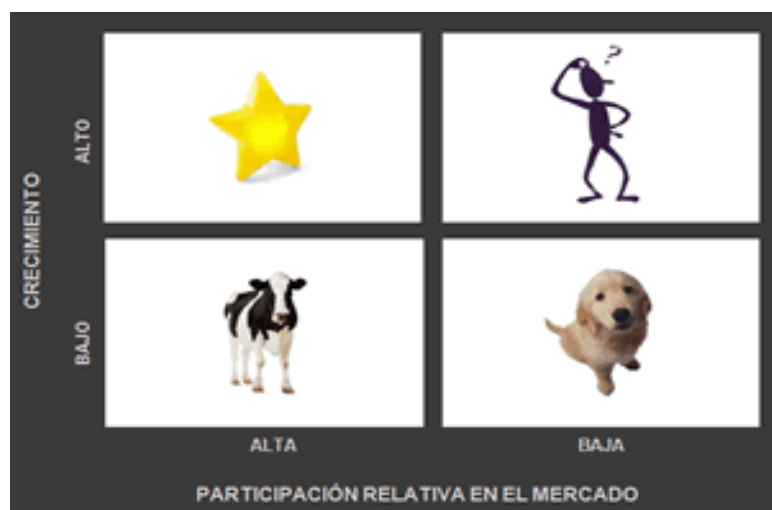 ?
ALTO
CRECIMIENTO
BAJO
ALTA
BAJA
PARTICIPACIÓN RELATIVA EN EL MERCADO